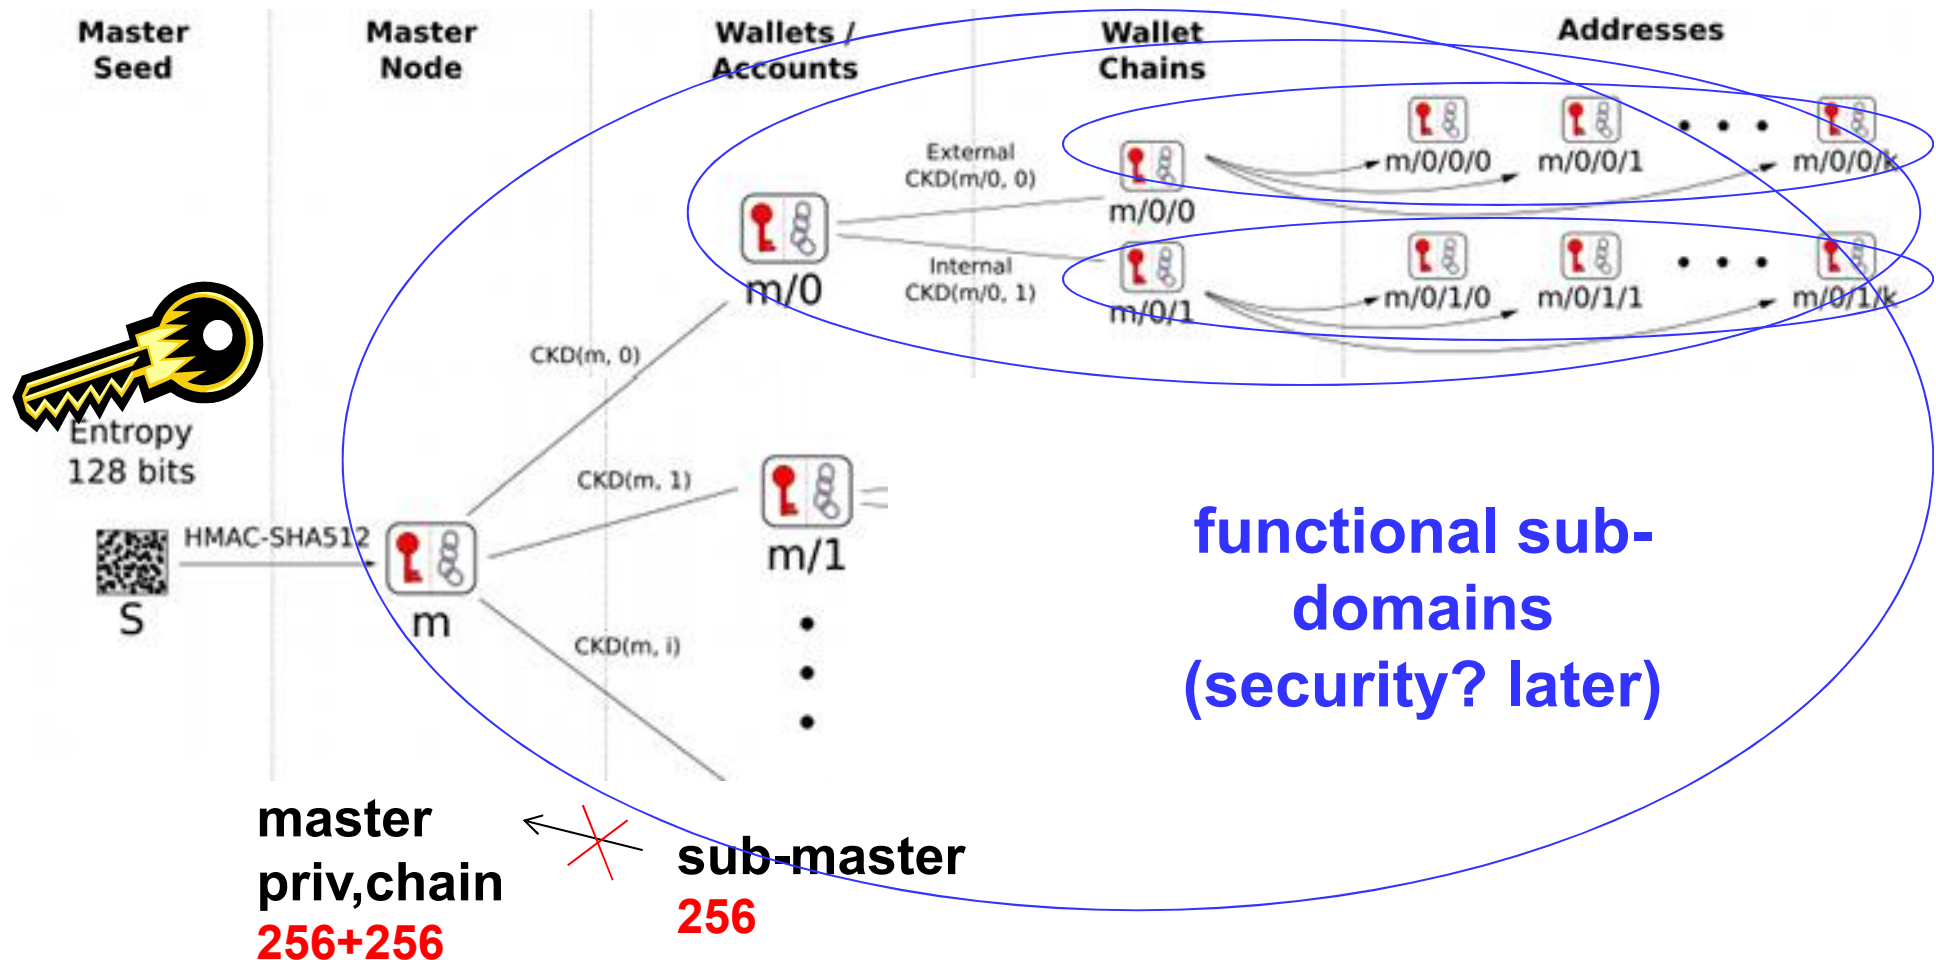 Master
Seed
Master
Node
Wallets /
Accounts
Wallet
Chains
Addresses
External
CKD(m/0, 0)
m/0/0
m/0/0/0
m/0/0/1
m/0/0/k
m/0
Internal
CKD(m/0, 1)
m/0/1
m/0/1/0
m/0/1/1
m/0/1/k
CKD(m, 0)
Entropy
128 bits
CKD(m, 1)
HMAC-SHA512
S
m
m/1
CKD(m, i)
functional sub-
domains
(security? later)
master
priv,chain
256+256
sub-master
256